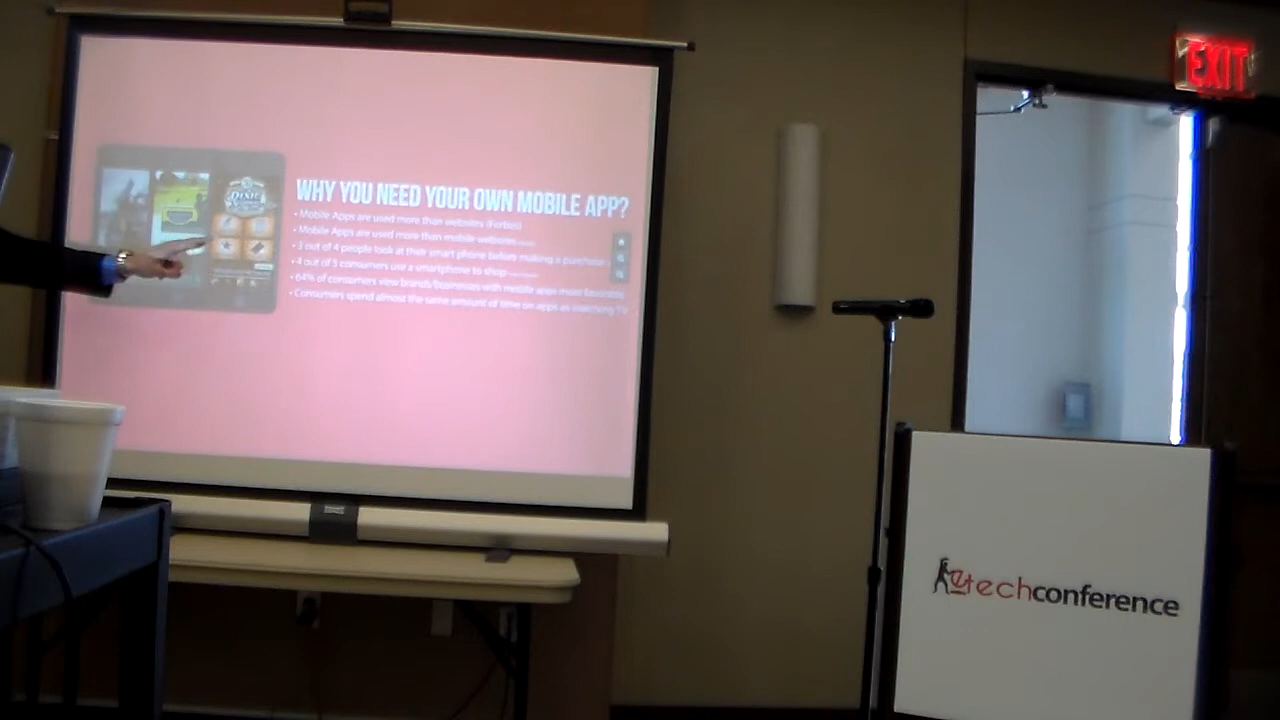 EXIT
DIXIE
WHY YOU NEED YOUR OWN MOBILE APP?
• Mobile Apps are used more than websites (Forbes)
• Mobile Apps are used more than mobile websites
• 3 out of 4 people look at their smart phone before making a purchase
• 4 out of 5 consumers use a smartphone to shop
• 64% of consumers view brands/businesses with mobile apps more favorably
• Consumers spend almost the same amount of time on apps as watching TV
etechconference